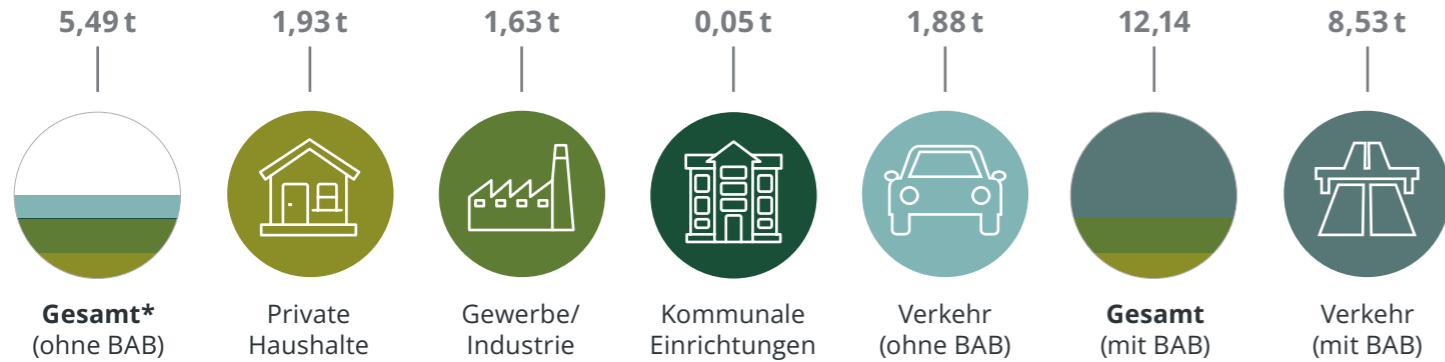 5,49 t
1,93 t
1,63 t
0,05 t
1,88 t
12,14
8,53 t
Gesamt*
(ohne BAB)
Private
Haushalte
Gewerbe/
Industrie
Kommunale
Einrichtungen
Verkehr
(ohne BAB)
Gesamt
(mit BAB)
Verkehr
(mit BAB)